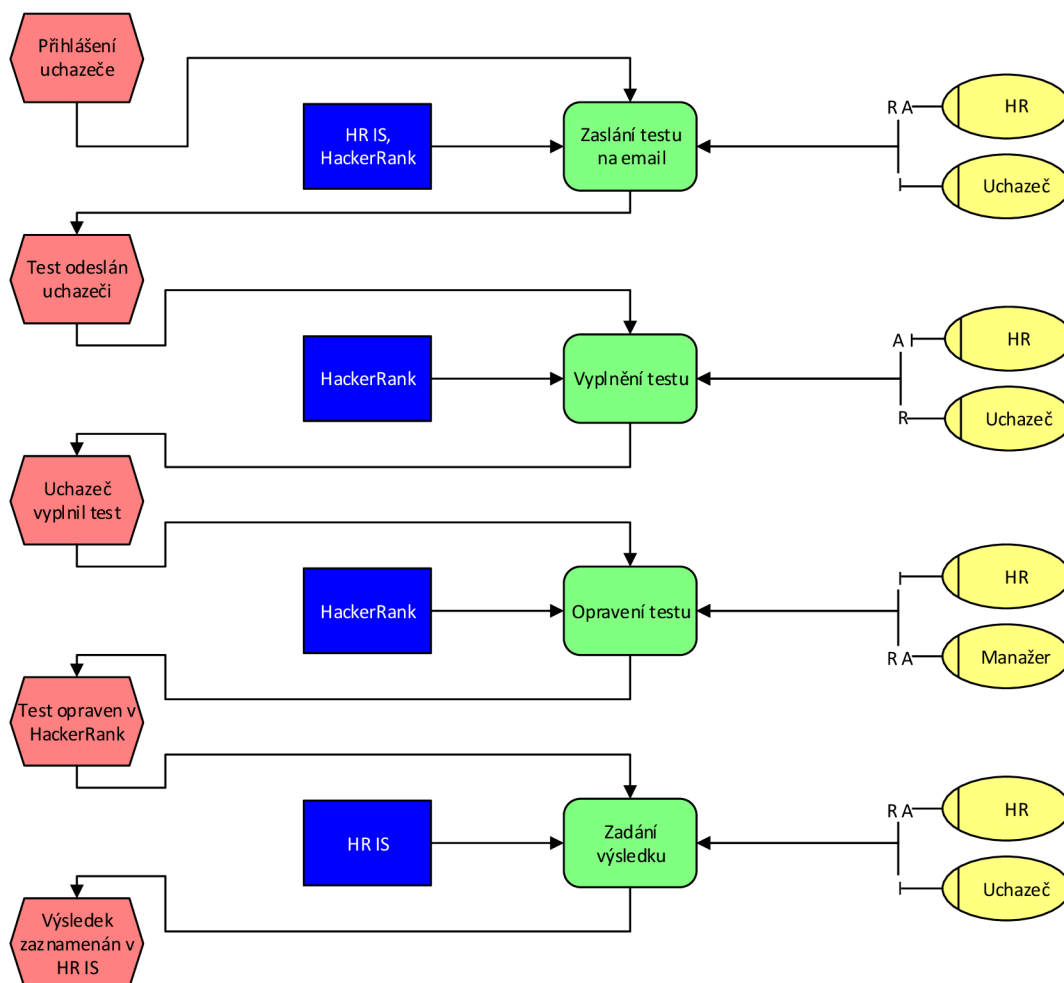 Přihlášení
uchazeče
HR IS,
HackerRank
Zaslání testu
na email
R A
HR
I
Uchazeč
Test odeslán
uchazeči
HackerRank
Vyplnění testu
A I
HR
R
Uchazeč
Uchazeč
vyplnil test
HackerRank
Opravení testu
I
HR
R A
Manažer
Test opraven v
HackerRank
HR IS
Zadání
výsledku
R A
HR
I
Uchazeč
Výsledek
zaznamenán v
HR IS